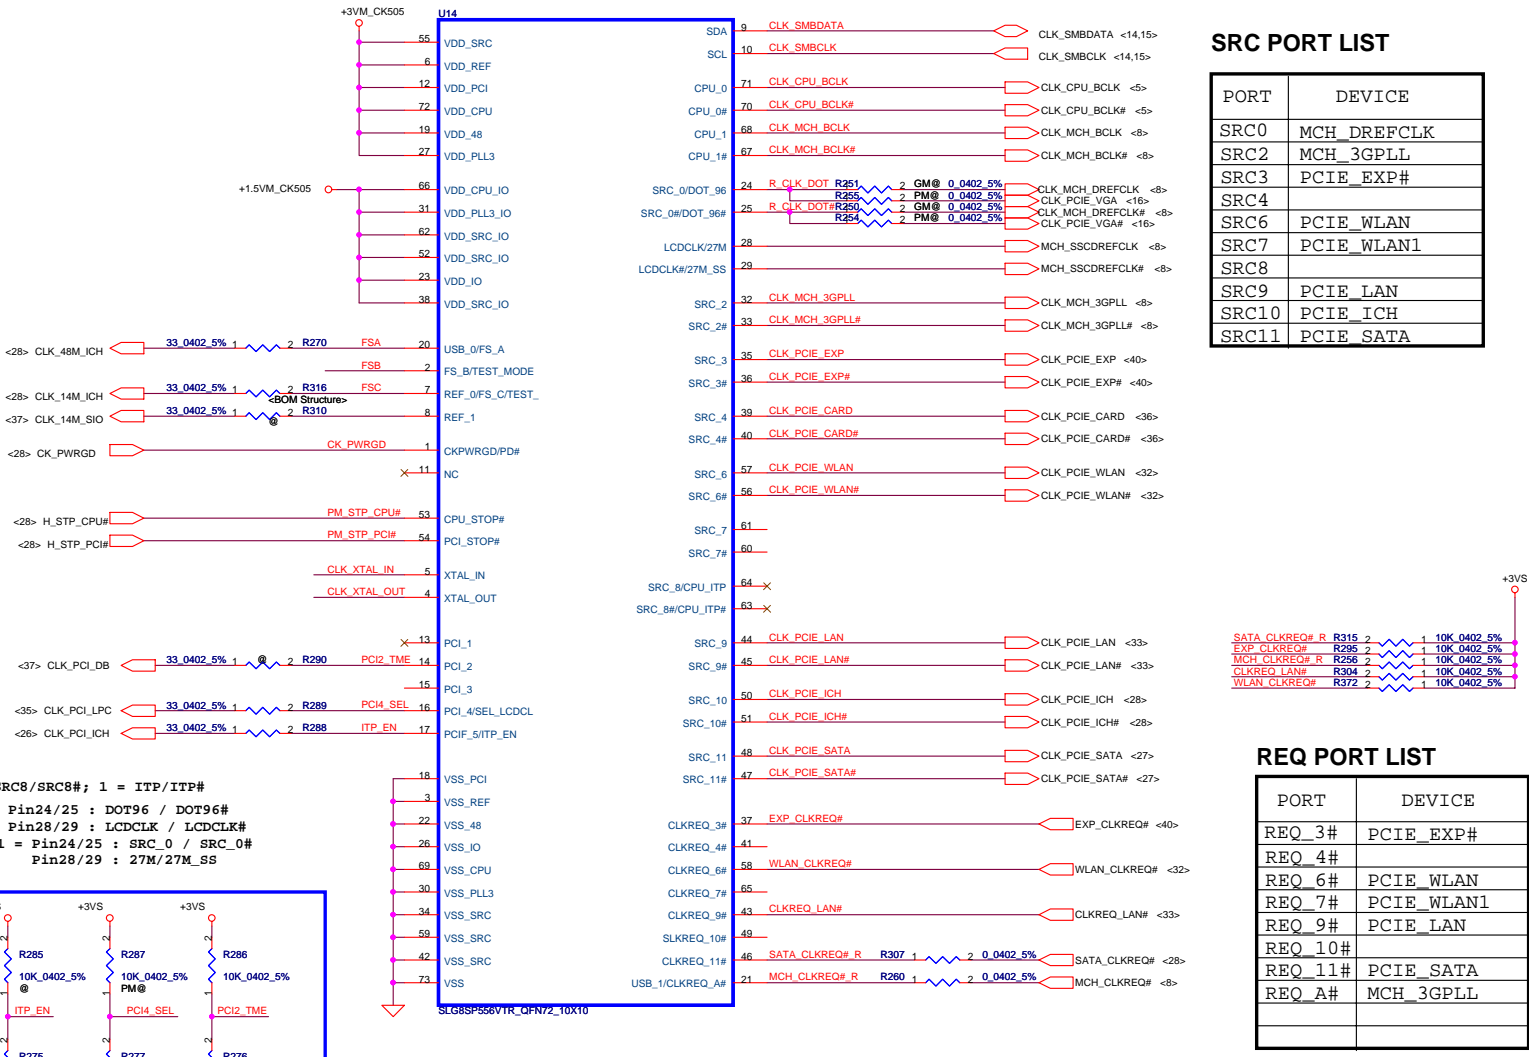 +3VM_CK505
U14
55 VDD_SRC
6 VDD_REF
12 VDD_PCI
72 VDD_CPU
19 VDD_48
27 VDD_PLL3
+1.5VM_CK505
66 VDD_CPU_IO
31 VDD_PLL3_IO
62 VDD_SRC_IO
52 VDD_SRC_IO
23 VDD_IO
38 VDD_SRC_IO
<28> CLK_48M_ICH 33_0402_5% 1 2 R270 FSA 20 USB_0/FS_A
FSB 2 FS_B/TEST_MODE
<28> CLK_14M_ICH 33_0402_5% 1 2 R316 FSC 7 REF_0/FS_C/TEST_
<BOM Structure>
<37> CLK_14M_SIO 33_0402_5% 1 2 R310 8 REF_1
@
<28> CK_PWRGD CK_PWRGD 1 CKPWRGD/PD#
11 NC
<28> H_STP_CPU# PM_STP_CPU# 53 CPU_STOP#
<28> H_STP_PCI# PM_STP_PCI# 54 PCI_STOP#
CLK_XTAL_IN 5 XTAL_IN
CLK_XTAL_OUT 4 XTAL_OUT
13 PCI_1
<37> CLK_PCI_DB 33_0402_5% 1 @ 2 R290 PCI2_TME 14 PCI_2
15 PCI_3
<35> CLK_PCI_LPC 33_0402_5% 1 2 R289 PCI4_SEL 16 PCI_4/SEL_LCDCL
<26> CLK_PCI_ICH 33_0402_5% 1 2 R288 ITP_EN 17 PCIF_5/ITP_EN
18 VSS_PCI
3 VSS_REF
22 VSS_48
26 VSS_IO
69 VSS_CPU
30 VSS_PLL3
34 VSS_SRC
59 VSS_SRC
42 VSS_SRC
73 VSS
SLG8SP556VTR_QFN72_10X10
SDA 9 CLK_SMBDATA CLK_SMBDATA <14,15>
SCL 10 CLK_SMBCLK CLK_SMBCLK <14,15>
CPU_0 71 CLK_CPU_BCLK CLK_CPU_BCLK <5>
CPU_0# 70 CLK_CPU_BCLK# CLK_CPU_BCLK# <5>
CPU_1 68 CLK_MCH_BCLK CLK_MCH_BCLK <8>
CPU_1# 67 CLK_MCH_BCLK# CLK_MCH_BCLK# <8>
SRC_0/DOT_96 24 R_CLK_DOT R251 2 GM@ 0_0402_5% CLK_MCH_DREFCLK <8>
R255 2 PM@ 0_0402_5% CLK_PCIE_VGA <16>
SRC_0#/DOT_96# 25 R_CLK_DOT# R250 2 GM@ 0_0402_5% CLK_MCH_DREFCLK# <8>
R254 2 PM@ 0_0402_5% CLK_PCIE_VGA# <16>
LCDCLK/27M 28 MCH_SSCDREFCLK <8>
LCDCLK#/27M_SS 29 MCH_SSCDREFCLK# <8>
SRC_2 32 CLK_MCH_3GPLL CLK_MCH_3GPLL <8>
SRC_2# 33 CLK_MCH_3GPLL# CLK_MCH_3GPLL# <8>
SRC_3 35 CLK_PCIE_EXP CLK_PCIE_EXP <40>
SRC_3# 36 CLK_PCIE_EXP# CLK_PCIE_EXP# <40>
SRC_4 39 CLK_PCIE_CARD CLK_PCIE_CARD <36>
SRC_4# 40 CLK_PCIE_CARD# CLK_PCIE_CARD# <36>
SRC_6 57 CLK_PCIE_WLAN CLK_PCIE_WLAN <32>
SRC_6# 56 CLK_PCIE_WLAN# CLK_PCIE_WLAN# <32>
SRC_7 61
SRC_7# 60
SRC_8/CPU_ITP 64
SRC_8#/CPU_ITP# 63
SRC_9 44 CLK_PCIE_LAN CLK_PCIE_LAN <33>
SRC_9# 45 CLK_PCIE_LAN# CLK_PCIE_LAN# <33>
SRC_10 50 CLK_PCIE_ICH CLK_PCIE_ICH <28>
SRC_10# 51 CLK_PCIE_ICH# CLK_PCIE_ICH# <28>
SRC_11 48 CLK_PCIE_SATA CLK_PCIE_SATA <27>
SRC_11# 47 CLK_PCIE_SATA# CLK_PCIE_SATA# <27>
CLKREQ_3# 37 EXP_CLKREQ# EXP_CLKREQ# <40>
CLKREQ_4# 41
CLKREQ_6# 58 WLAN_CLKREQ# WLAN_CLKREQ# <32>
CLKREQ_7# 65
CLKREQ_9# 43 CLKREQ_LAN# CLKREQ_LAN# <33>
SLKREQ_10# 49
CLKREQ_11# 46 SATA_CLKREQ#_R R307 1 2 0_0402_5% SATA_CLKREQ# <28>
USB_1/CLKREQ_A# 21 MCH_CLKREQ#_R R260 1 2 0_0402_5% MCH_CLKREQ# <8>
SRC PORT LIST
PORT DEVICE
SRC0 MCH_DREFCLK
SRC2 MCH_3GPLL
SRC3 PCIE_EXP#
SRC4
SRC6 PCIE_WLAN
SRC7 PCIE_WLAN1
SRC8
SRC9 PCIE_LAN
SRC10 PCIE_ICH
SRC11 PCIE_SATA
+3VS
SATA_CLKREQ#_R R315 2 1 10K_0402_5%
EXP_CLKREQ# R295 2 1 10K_0402_5%
MCH_CLKREQ#_R R256 2 1 10K_0402_5%
CLKREQ_LAN# R304 2 1 10K_0402_5%
WLAN_CLKREQ# R372 2 1 10K_0402_5%
REQ PORT LIST
PORT DEVICE
REQ_3# PCIE_EXP#
REQ_4#
REQ_6# PCIE_WLAN
REQ_7# PCIE_WLAN1
REQ_9# PCIE_LAN
REQ_10#
REQ_11# PCIE_SATA
REQ_A# MCH_3GPLL
SRC8/SRC8#; 1 = ITP/ITP#
Pin24/25 : DOT96 / DOT96#
Pin28/29 : LCDCLK / LCDCLK#
1 = Pin24/25 : SRC_0 / SRC_0#
Pin28/29 : 27M/27M_SS
+3VS +3VS
2 2 2
R285 R287 R286
10K_0402_5% 10K_0402_5% 10K_0402_5%
@ PM@
1 1 1
ITP_EN PCI4_SEL PCI2_TME
2 2 2
R275 R277 R276